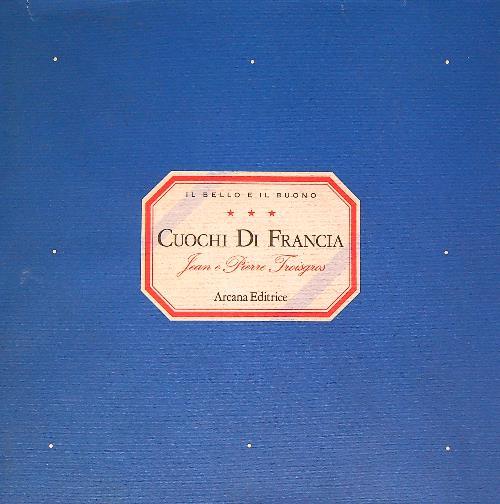 IL BELLO E IL BUONO
★ ★ ★
CUOCHI DI FRANCIA
Jean e Pierre Troisgros
Arcana Editrice